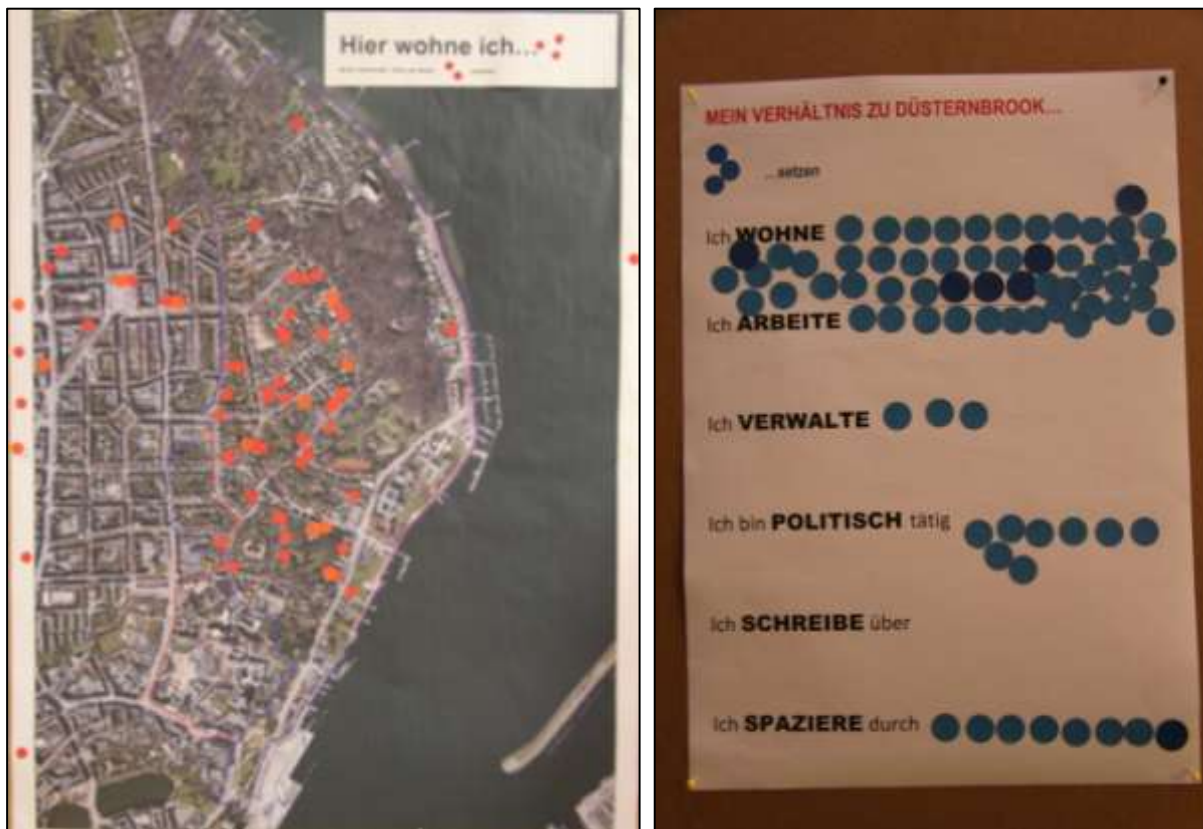 Hier wohne ich...
MEIN VERHÄLTNIS ZU DÜSTERNBROOK...
...setzen
Ich WOHNE
Ich ARBEITE
Ich VERWALTE
Ich bin POLITISCH tätig
Ich SCHREIBE über
Ich SPAZIERE durch